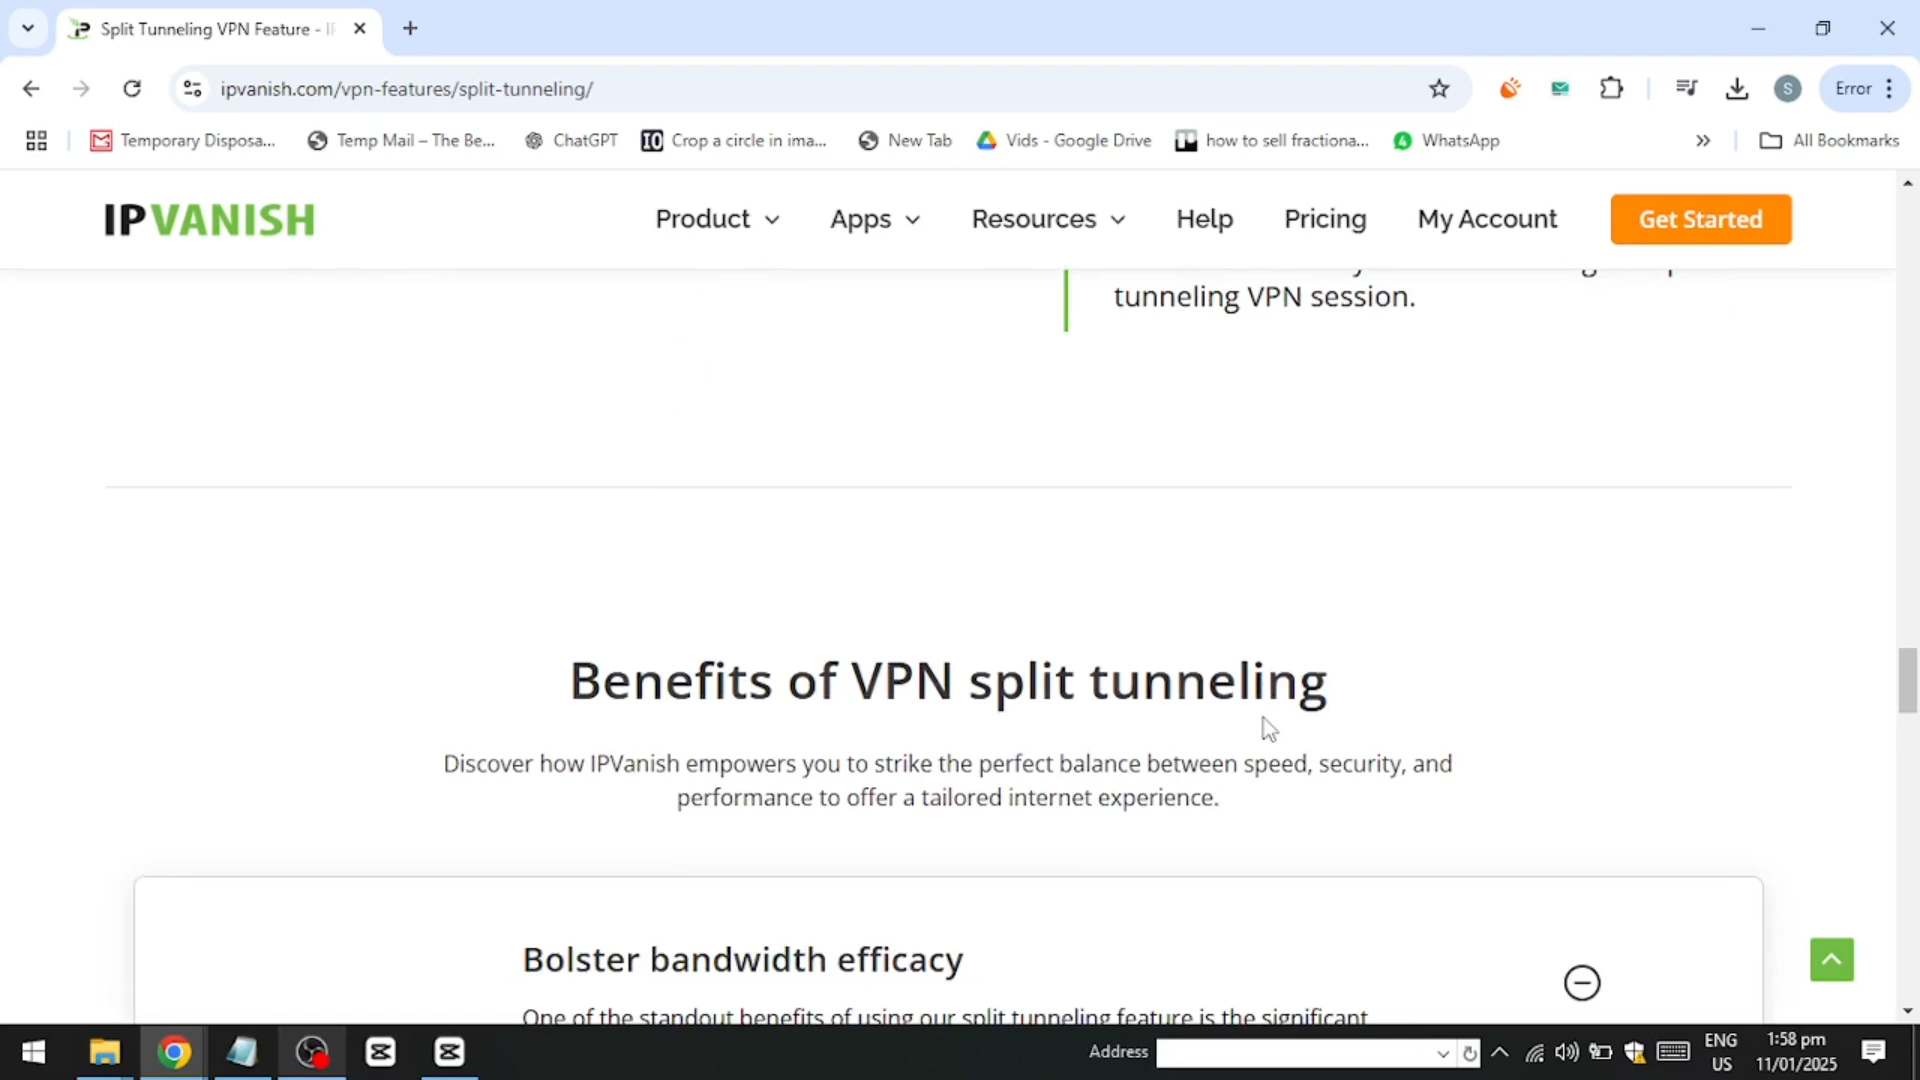 Split Tunneling VPN Feature - IP
ipvanish.com/vpn-features/split-tunneling/
S
Error
Temporary Disposa...
Temp Mail – The Be...
ChatGPT
Crop a circle in ima...
New Tab
Vids - Google Drive
how to sell fractiona...
WhatsApp
All Bookmarks
IPVANISH
Product
Apps
Resources
Help
Pricing
My Account
Get Started
tunneling VPN session.
Benefits of VPN split tunneling
Discover how IPVanish empowers you to strike the perfect balance between speed, security, and
performance to offer a tailored internet experience.
Bolster bandwidth efficacy
One of the standout benefits of using our split tunneling feature is the significant
Address
ENG
US
1:58 pm
11/01/2025